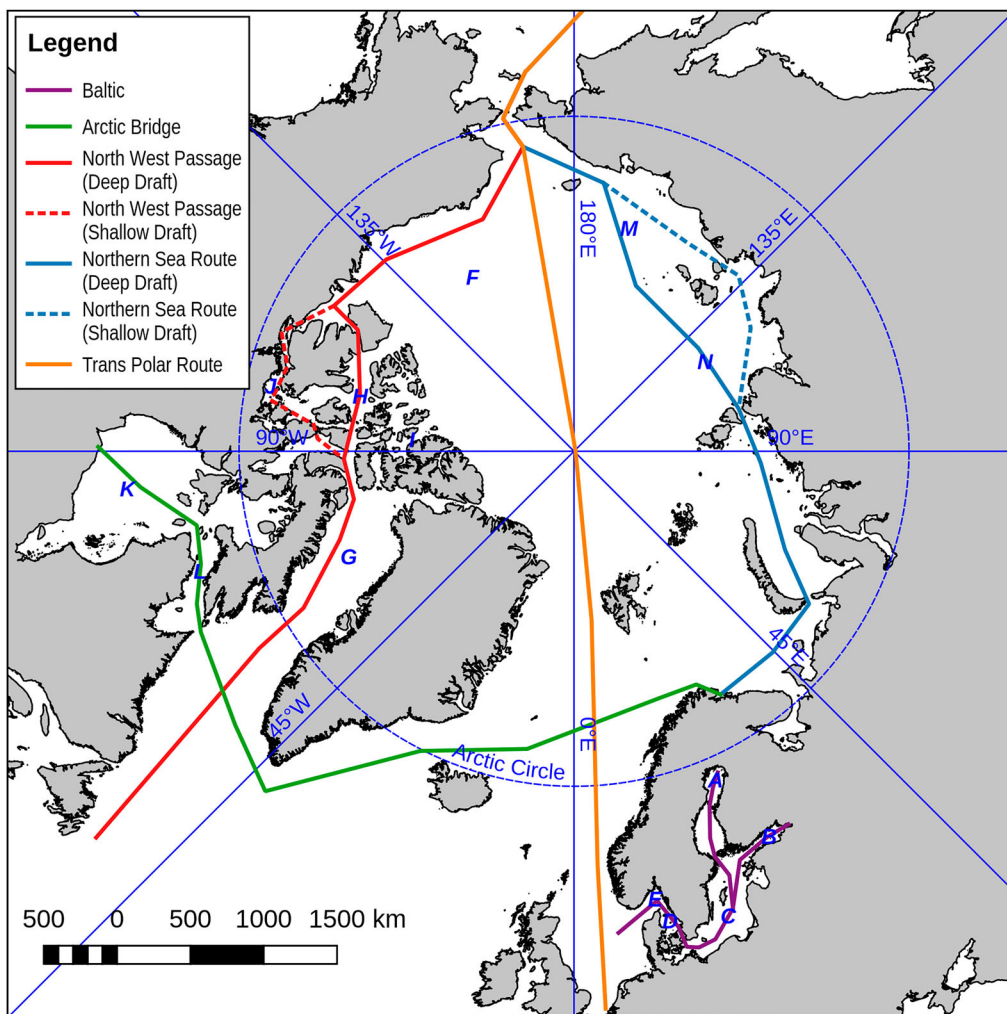 Legend
Baltic
Arctic Bridge
North West Passage
(Deep Draft)
North West Passage
(Shallow Draft)
Northern Sea Route
(Deep Draft)
Northern Sea Route
(Shallow Draft)
Trans Polar Route
180°E
135°W
135°E
M
F
N
J
H
I
90°W
90°E
K
G
L
45°E
45°W
0°E
Arctic Circle
A
B
E
D
C
500 0 500 1000 1500 km